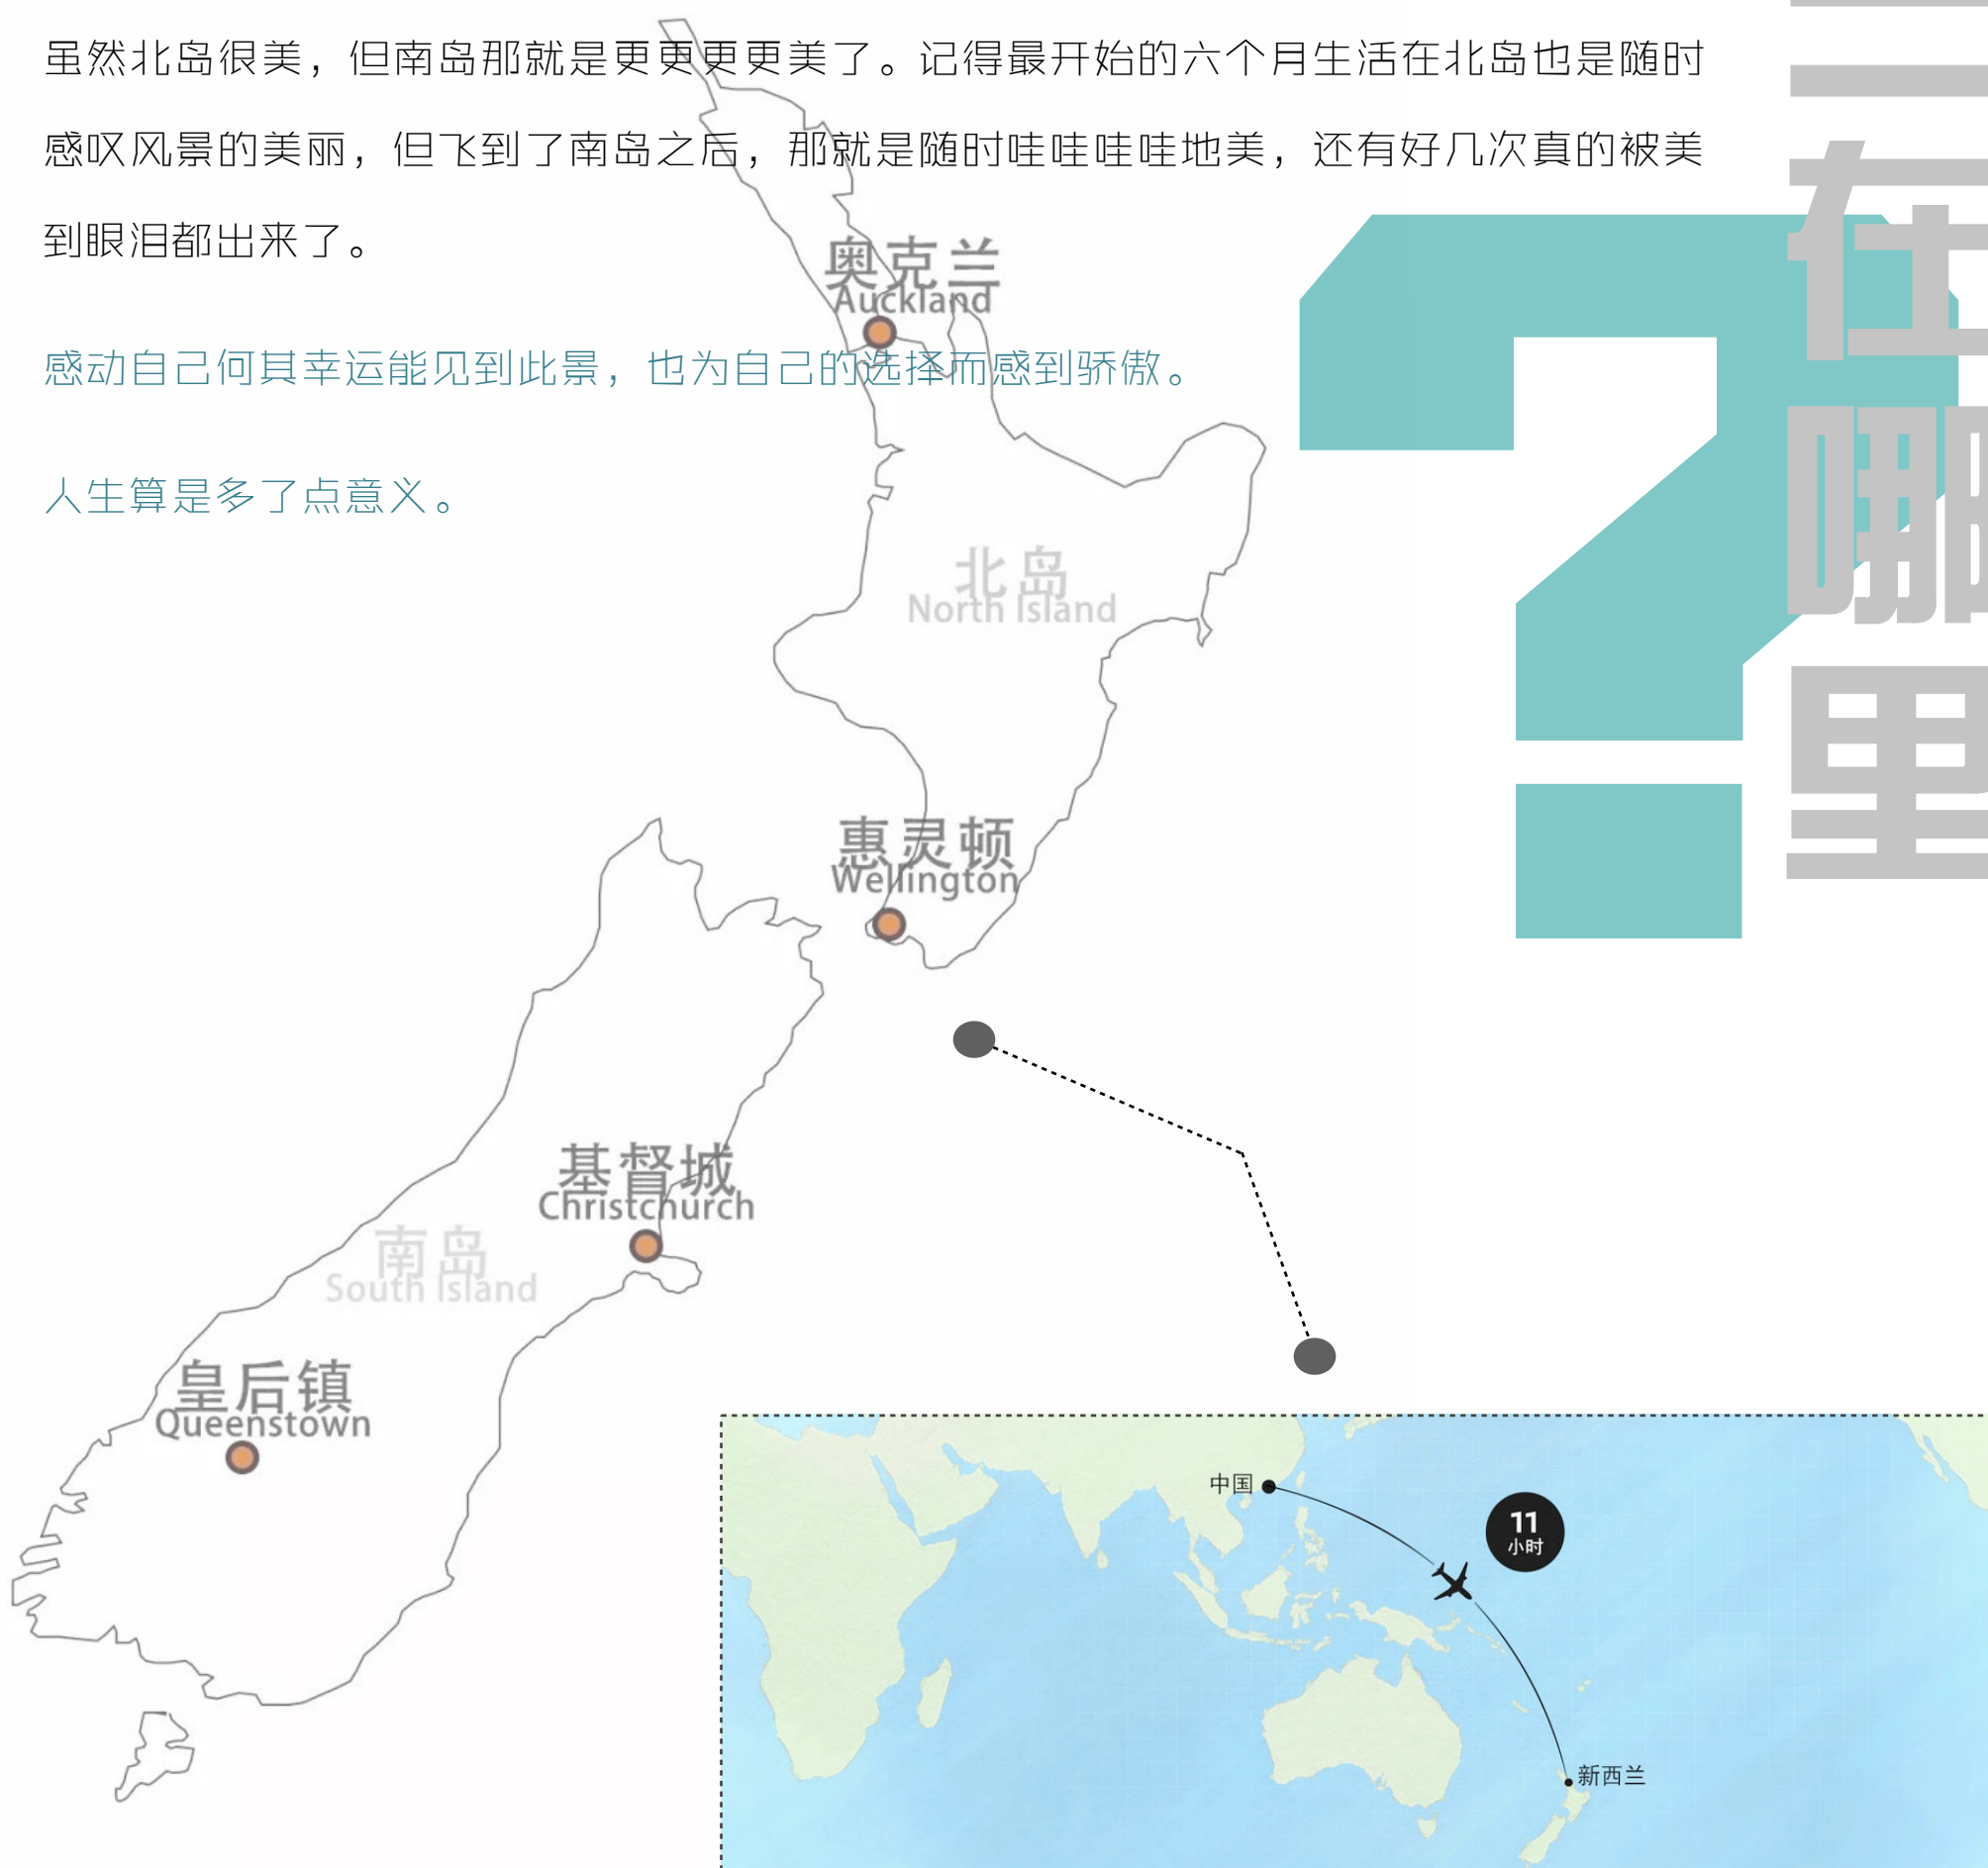 虽然北岛很美，但南岛那就是更更更更美了。记得最开始的六个月生活在北岛也是随时
感叹风景的美丽，但飞到了南岛之后，那就是随时哇哇哇哇地美，还有好几次真的被美
到眼泪都出来了。
感动自己何其幸运能见到此景，也为自己的选择而感到骄傲。
人生算是多了点意义。
在
哪
里
?
奥克兰
Auckland
北岛
North Island
惠灵顿
Wellington
基督城
Christchurch
南岛
South Island
皇后镇
Queenstown
中国
11
小时
新西兰